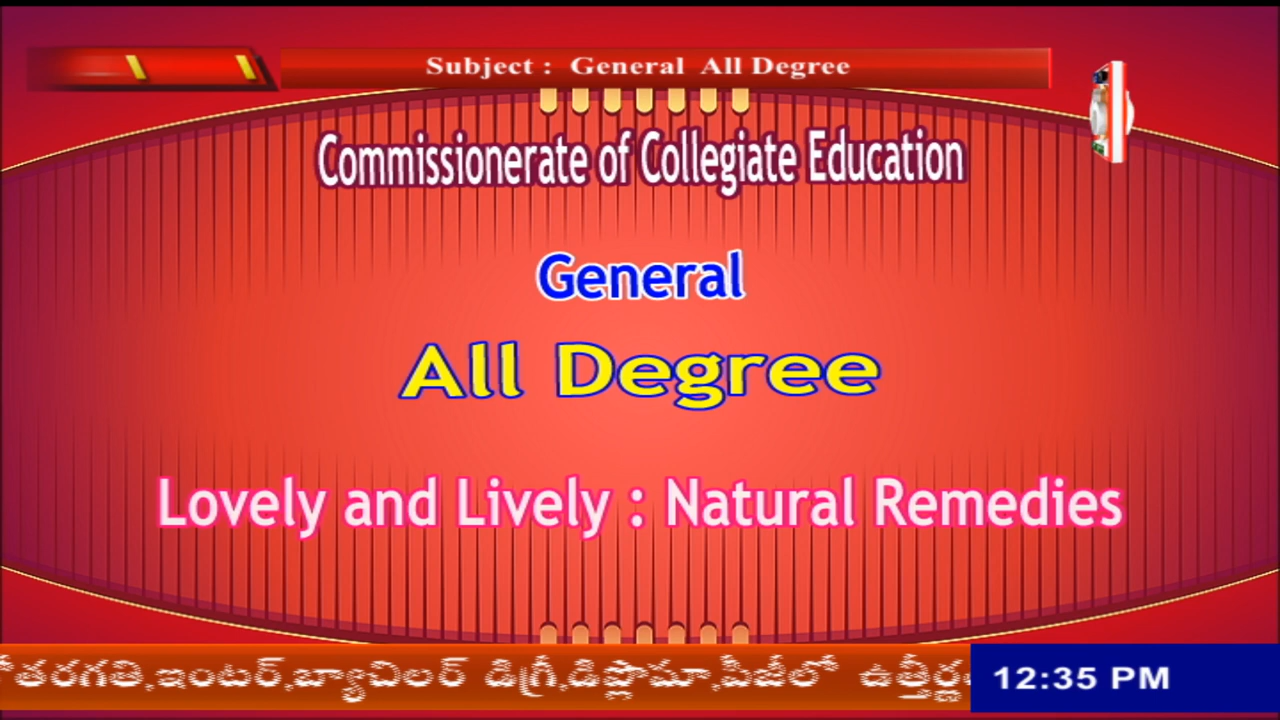 Subject : General All Degree
Commissionerate of Collegiate Education
General
All Degree
Lovely and Lively : Natural Remedies
తరగతి,ఇంటర్,బ్యాచిలర్ డిగ్రీ,డిప్లొమా,పీజీలో
12:35 PM